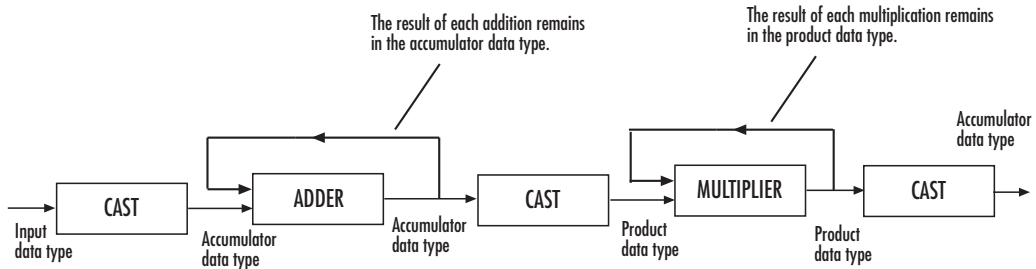 The result of each addition remains
in the accumulator data type.
The result of each multiplication remains
in the product data type.
Accumulator
data type
CAST
ADDER
CAST
MULTIPLIER
CAST
Input
data type
Accumulator
data type
Accumulator
data type
Product
data type
Product
data type